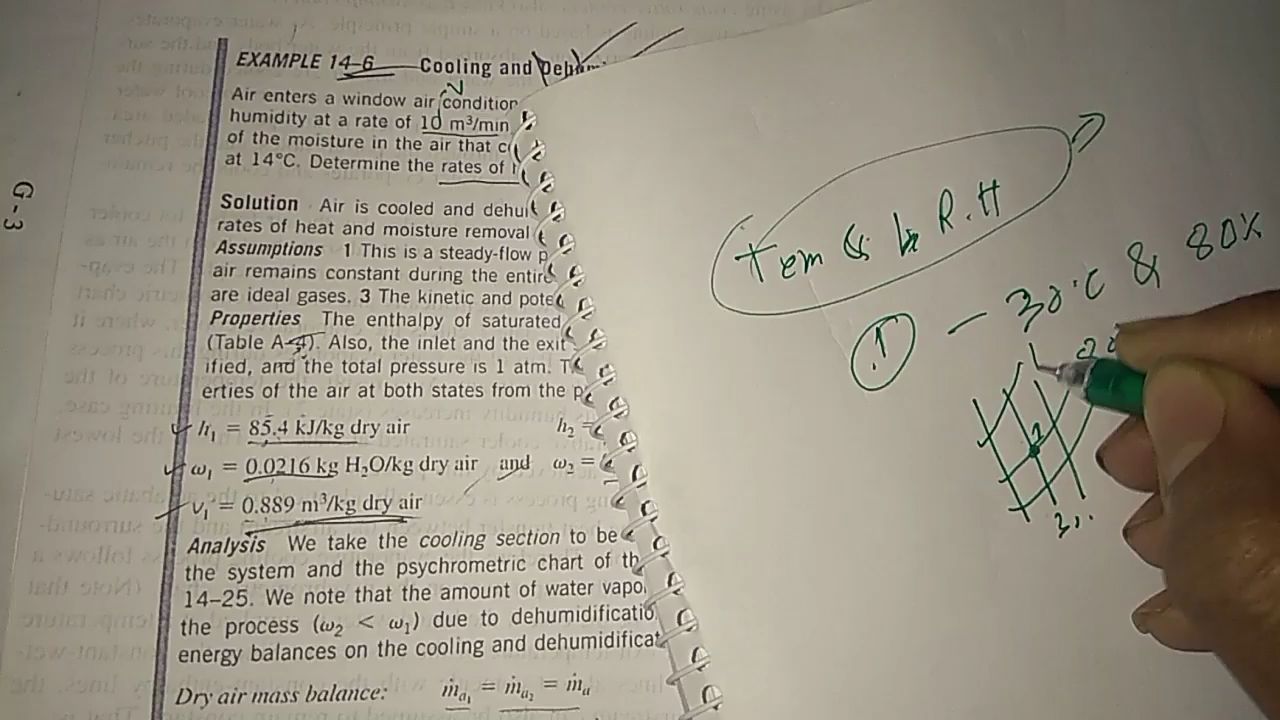 EXAMPLE 14–6 Cooling and Dehu
Air enters a window air condition
humidity at a rate of 10 m³/min
of the moisture in the air that c
at 14°C. Determine the rates of
Solution Air is cooled and dehu
rates of heat and moisture removal
Assumptions 1 This is a steady-flow p
air remains constant during the entire
are ideal gases. 3 The kinetic and pote
Properties The enthalpy of saturated
(Table A–4). Also, the inlet and the exit
ified, and the total pressure is 1 atm. T
erties of the air at both states from the p
h₁ = 85.4 kJ/kg dry air h₂ =
ω₁ = 0.0216 kg H₂O/kg dry air and ω₂ =
v₁ = 0.889 m³/kg dry air
Analysis We take the cooling section to be
the system and the psychrometric chart of th
14–25. We note that the amount of water vapo
the process (ω₂ < ω₁) due to dehumidificatio
energy balances on the cooling and dehumidificat
Dry air mass balance: ṁa₁ = ṁa₂ = ṁa
G-3
Tem & R.H
① – 30°C & 80%
30.